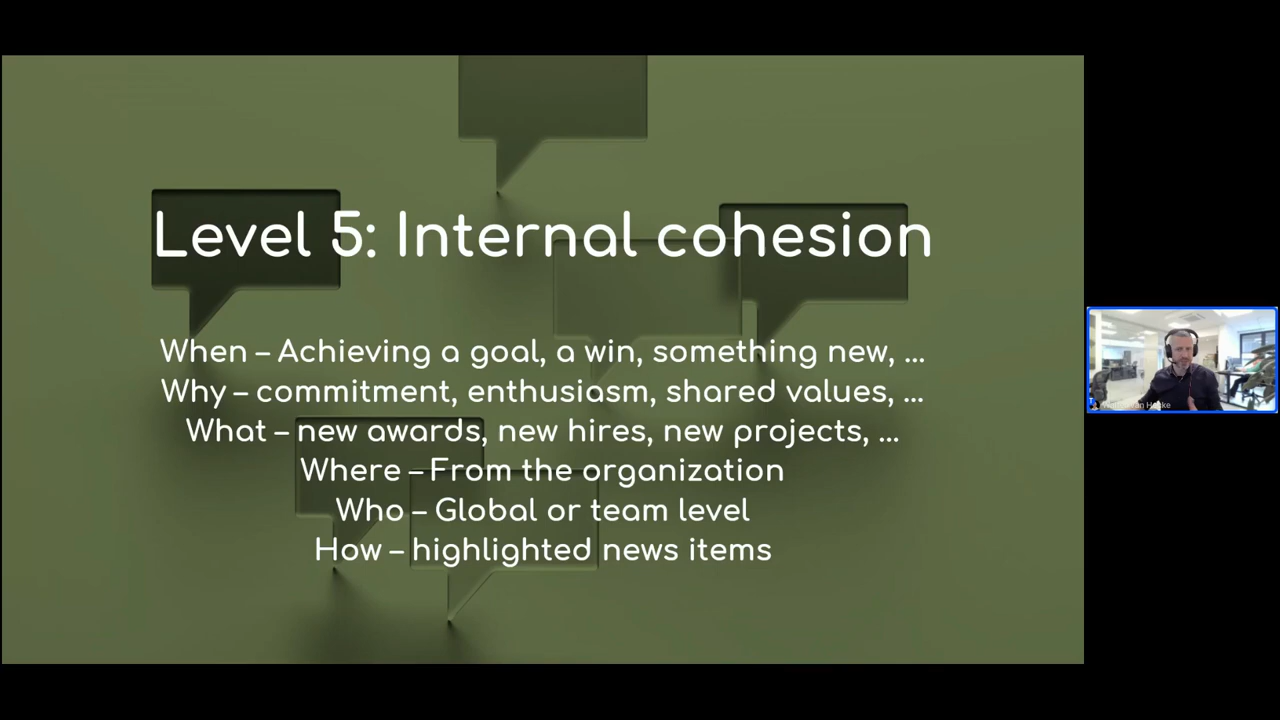 Level 5: Internal cohesion
When – Achieving a goal, a win, something new, ...
Why – commitment, enthusiasm, shared values, ...
What – new awards, new hires, new projects, ...
Where – From the organization
Who – Global or team level
How – highlighted news items